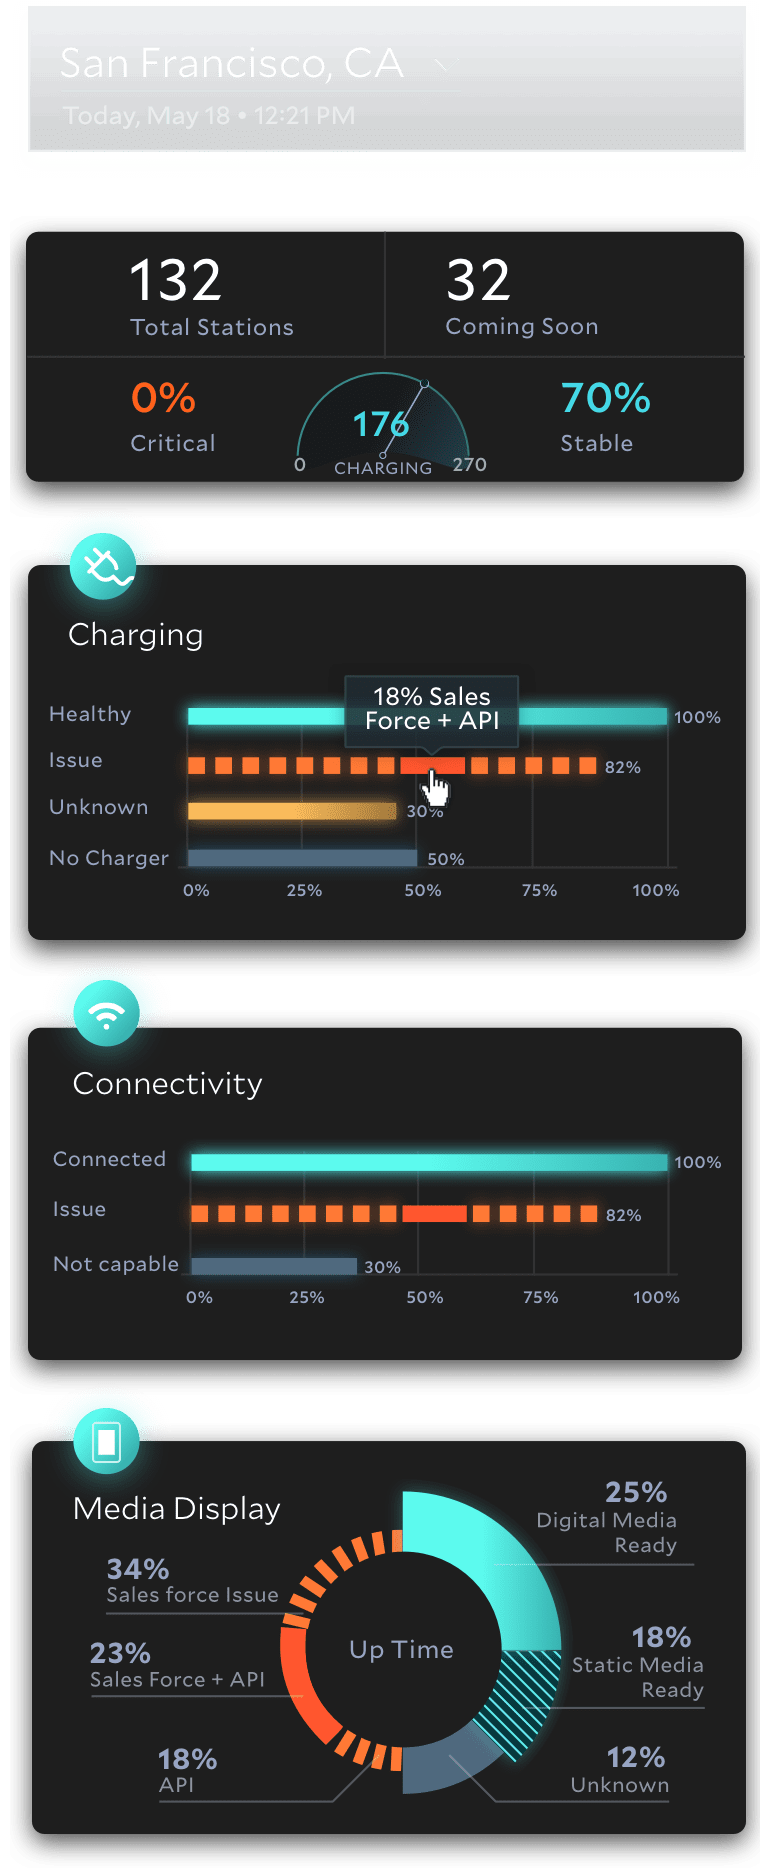 San Francisco, CA
Today, May 18 • 12:21 PM
132
Total Stations
32
Coming Soon
0%
Critical
176
0
CHARGING
270
70%
Stable
Charging
18% Sales
Force + API
Healthy
100%
Issue
82%
Unknown
30%
No Charger
50%
0%
25%
50%
75%
100%
Connectivity
Connected
100%
Issue
82%
Not capable
30%
0%
25%
50%
75%
100%
Media Display
25%
Digital Media
Ready
34%
Sales force Issue
Up Time
23%
Sales Force + API
18%
Static Media
Ready
18%
API
12%
Unknown